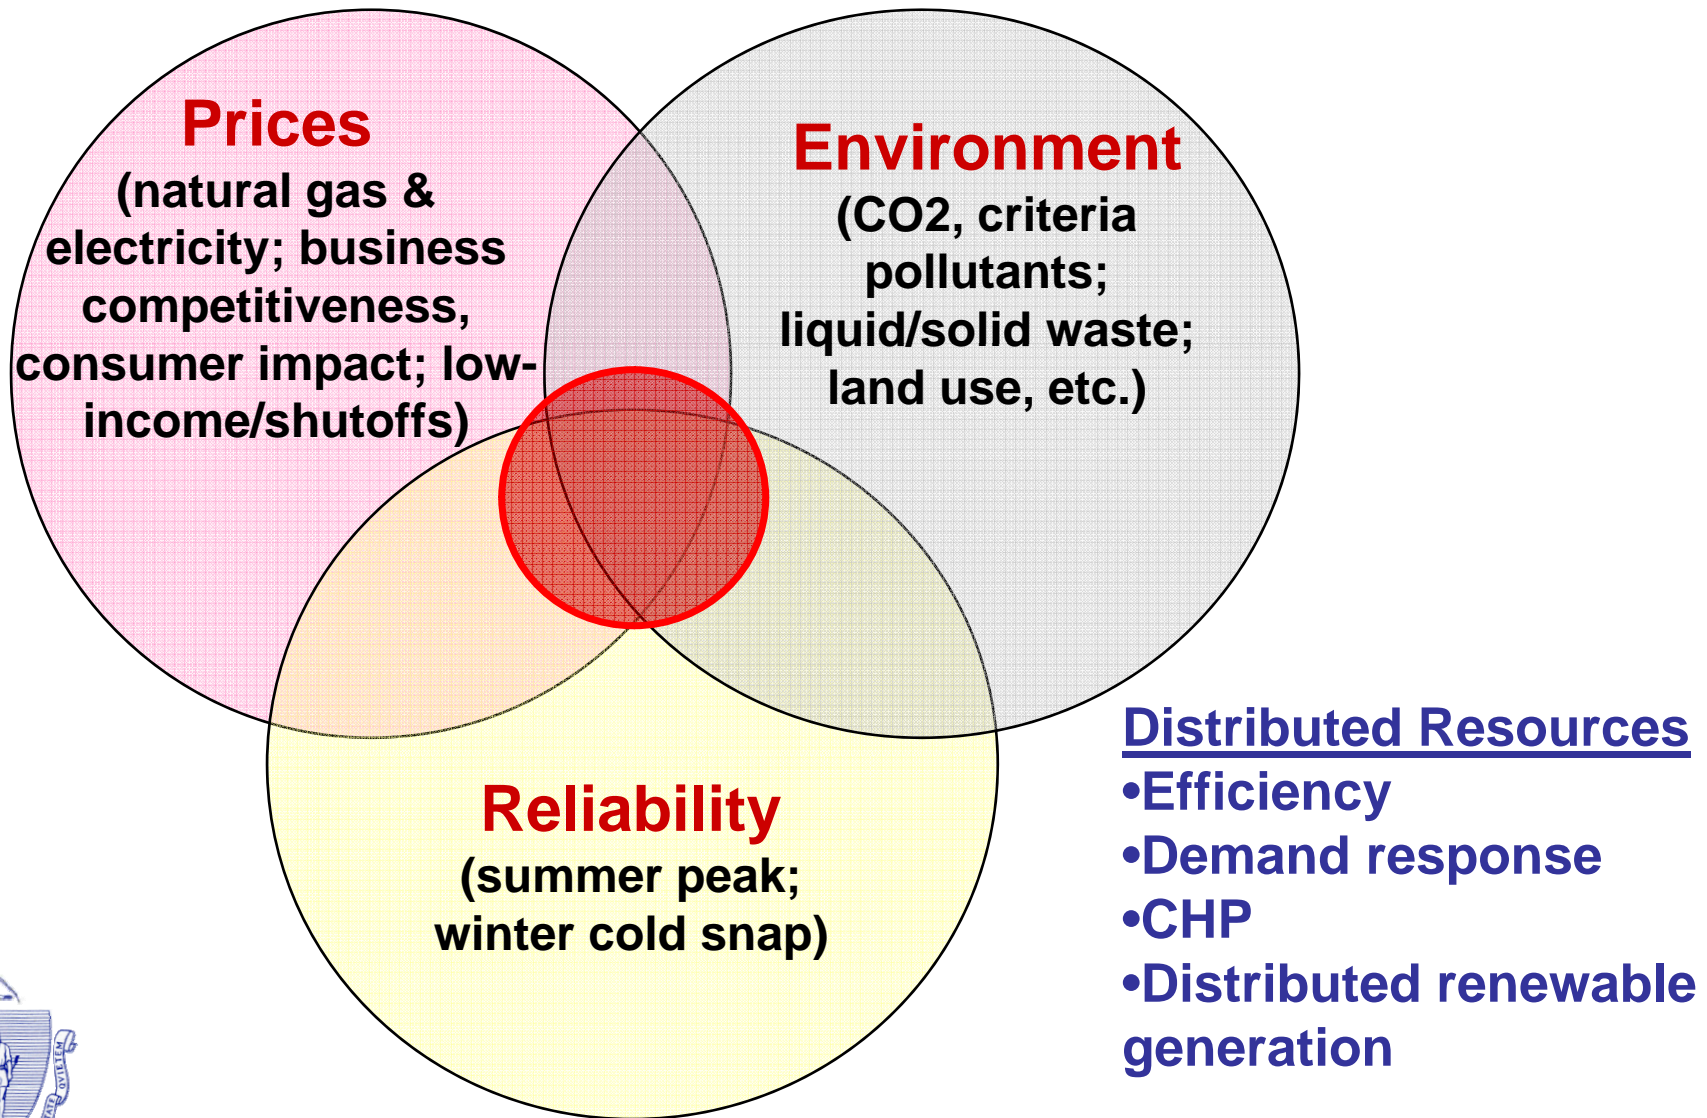 Prices
(natural gas &
electricity; business
competitiveness,
consumer impact; low-
income/shutoffs)
Environment
(CO2, criteria
pollutants;
liquid/solid waste;
land use, etc.)
Reliability
(summer peak;
winter cold snap)
Distributed Resources
•Efficiency
•Demand response
•CHP
•Distributed renewable
generation
QVIETEM